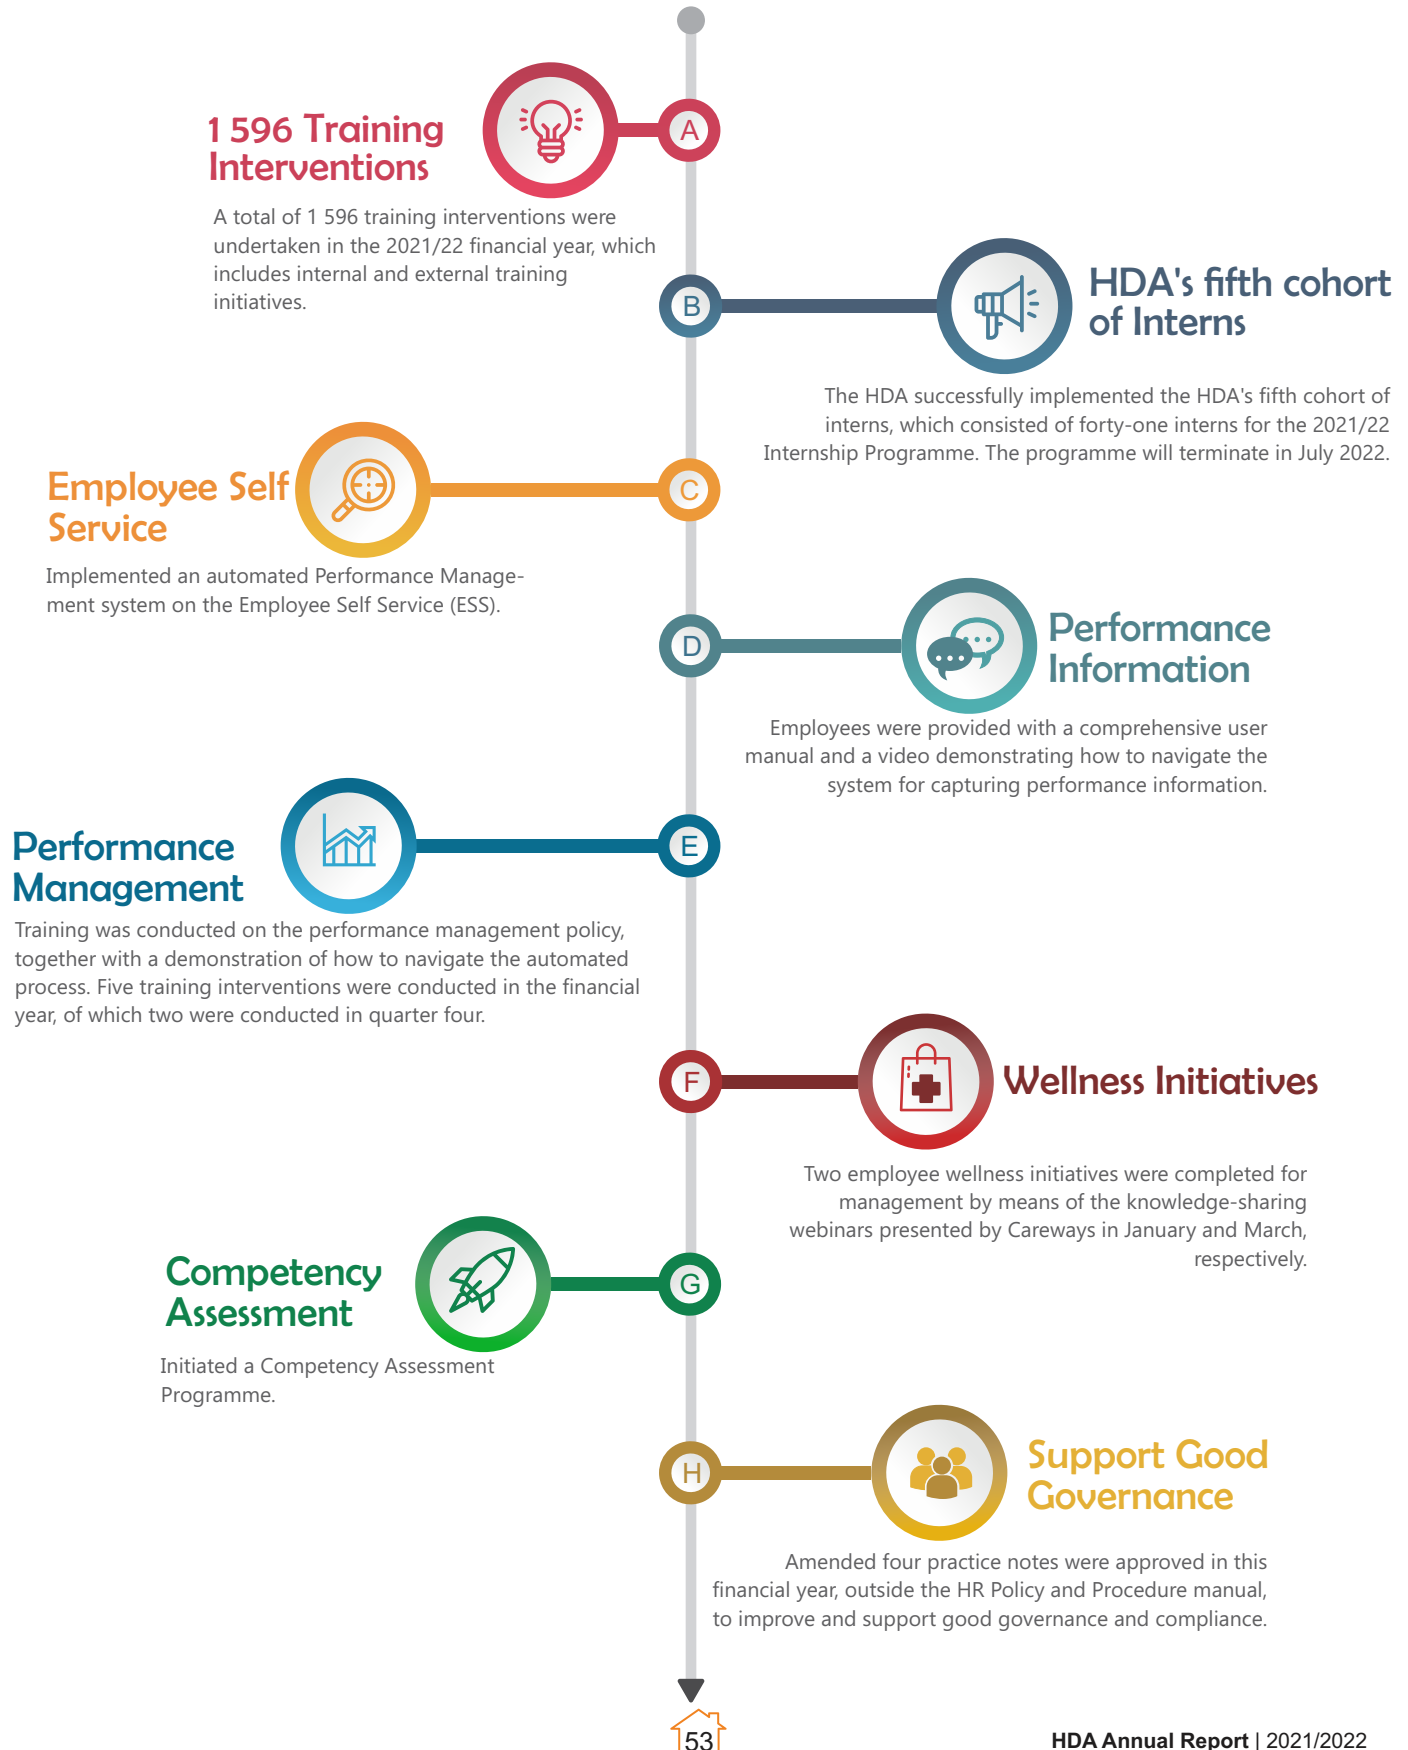 1 596 Training
Interventions
A
A total of 1 596 training interventions were
undertaken in the 2021/22 financial year, which
includes internal and external training
initiatives.
B
HDA's fifth cohort
of Interns
The HDA successfully implemented the HDA's fifth cohort of
interns, which consisted of forty-one interns for the 2021/22
Internship Programme. The programme will terminate in July 2022.
Employee Self
Service
C
Implemented an automated Performance Manage-
ment system on the Employee Self Service (ESS).
D
Performance
Information
Employees were provided with a comprehensive user
manual and a video demonstrating how to navigate the
system for capturing performance information.
Performance
Management
E
Training was conducted on the performance management policy,
together with a demonstration of how to navigate the automated
process. Five training interventions were conducted in the financial
year, of which two were conducted in quarter four.
F
Wellness Initiatives
Two employee wellness initiatives were completed for
management by means of the knowledge-sharing
webinars presented by Careways in January and March,
respectively.
Competency
Assessment
G
Initiated a Competency Assessment
Programme.
H
Support Good
Governance
Amended four practice notes were approved in this
financial year, outside the HR Policy and Procedure manual,
to improve and support good governance and compliance.
53
HDA Annual Report | 2021/2022